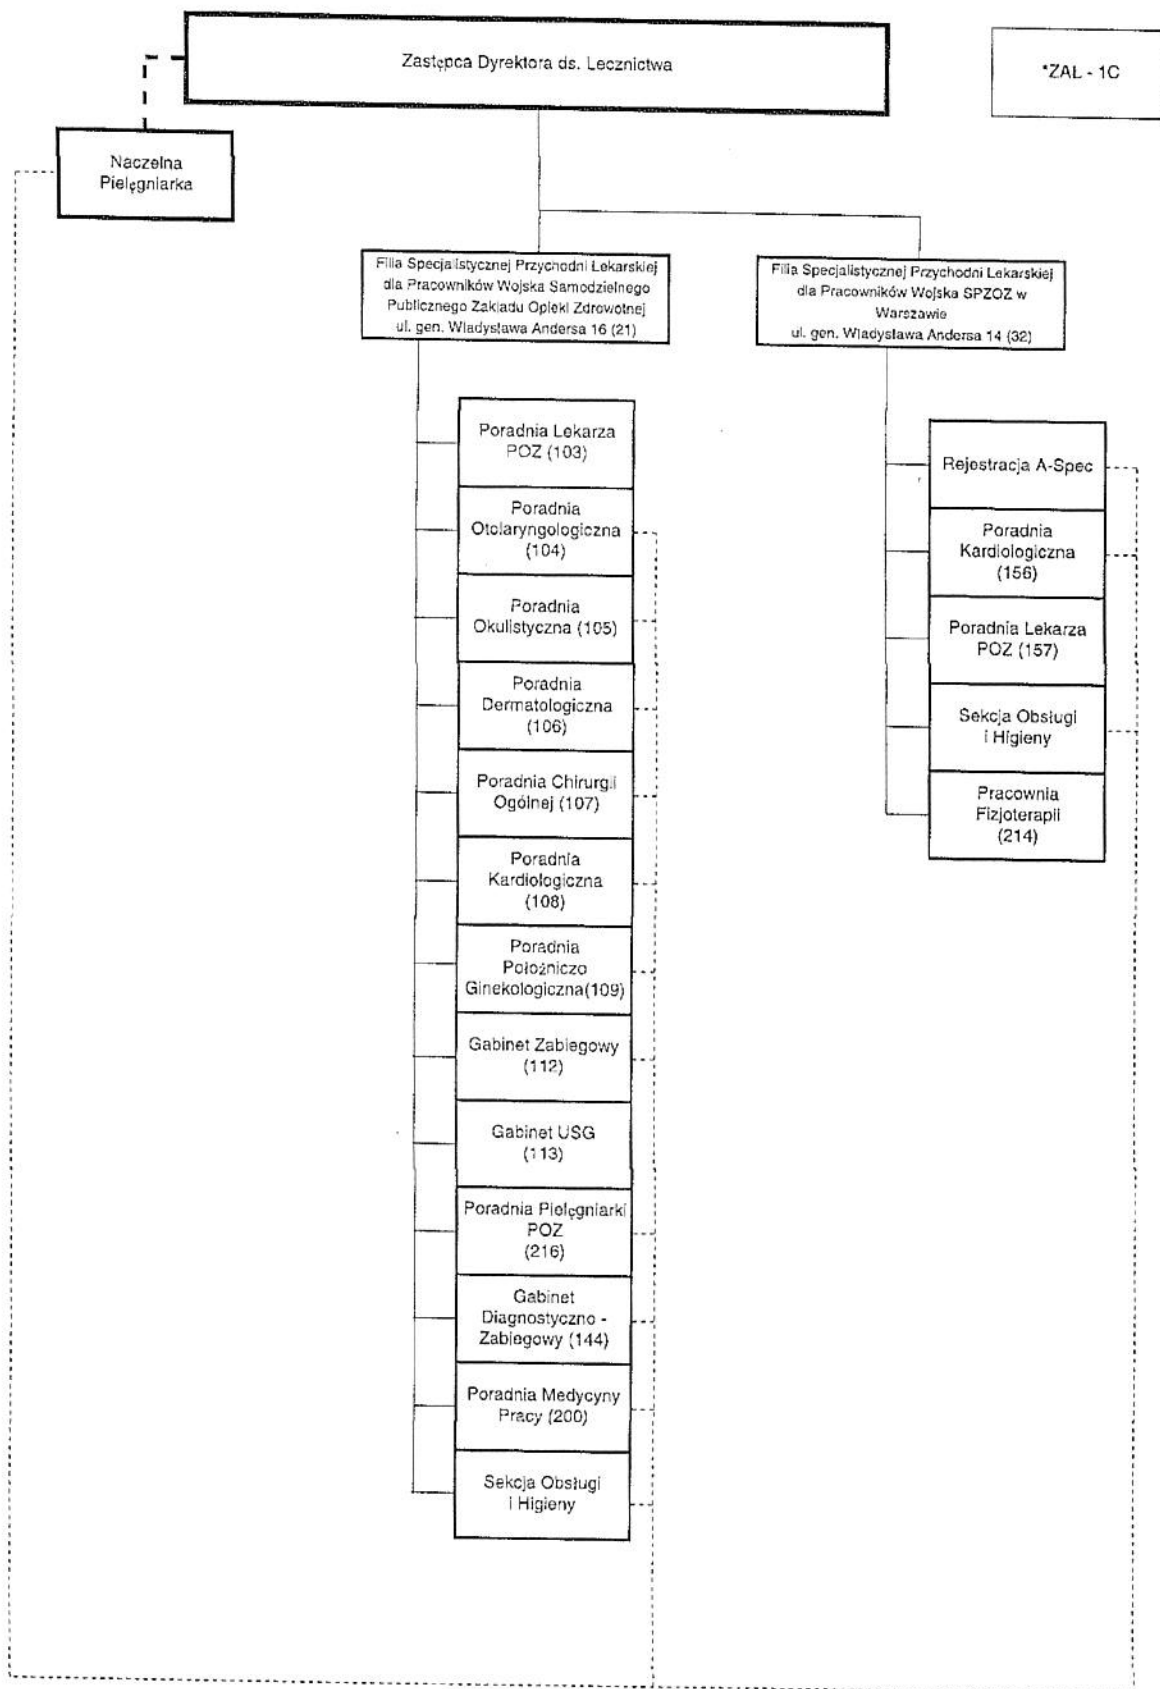 Zastępca Dyrektora ds. Lecznictwa
*ZAL - 1C
Naczelna
Pielęgniarka
Filia Specjalistycznej Przychodni Lekarskiej
dla Pracowników Wojska Samodzielnego
Publicznego Zakładu Opieki Zdrowotnej
ul. gen. Władysława Andersa 16 (21)
Filia Specjalistycznej Przychodni Lekarskiej
dla Pracowników Wojska SPZOZ w
Warszawie
ul. gen. Władysława Andersa 14 (32)
Poradnia Lekarza
POZ (103)
Poradnia
Otolaryngologiczna
(104)
Poradnia
Okulistyczna (105)
Poradnia
Dermatologiczna
(106)
Poradnia Chirurgii
Ogólnej (107)
Poradnia
Kardiologiczna
(108)
Poradnia
Położniczo
Ginekologiczna(109)
Gabinet Zabiegowy
(112)
Gabinet USG
(113)
Poradnia Pielęgniarki
POZ
(216)
Gabinet
Diagnostyczno -
Zabiegowy (144)
Poradnia Medycyny
Pracy (200)
Sekcja Obsługi
i Higieny
Rejestracja A-Spec
Poradnia
Kardiologiczna
(156)
Poradnia Lekarza
POZ (157)
Sekcja Obsługi
i Higieny
Pracownia
Fizjoterapii
(214)